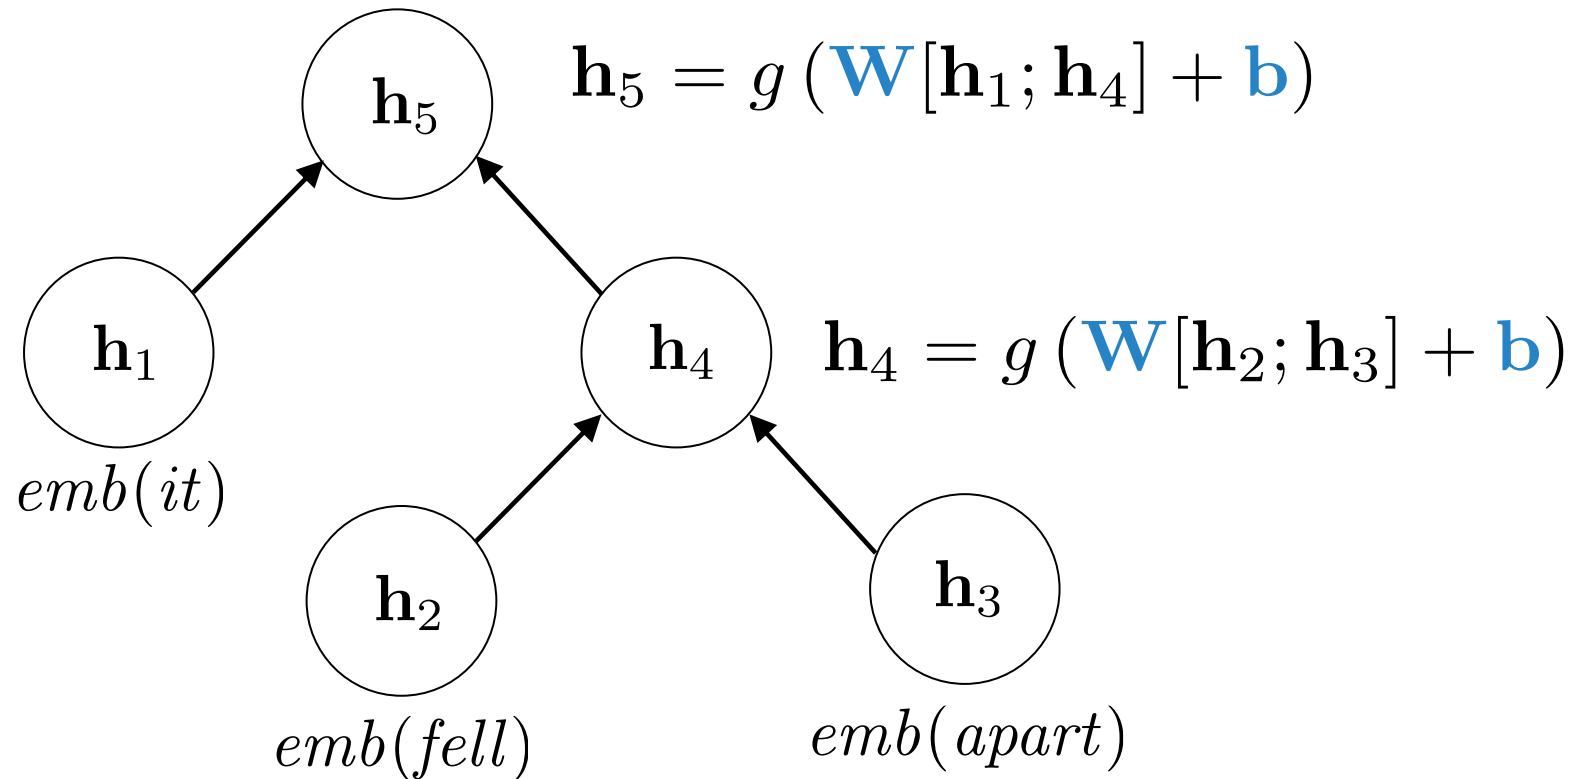 h₅
h₅ = g (W[h₁; h₄] + b)
h₁
h₄
h₄ = g (W[h₂; h₃] + b)
emb(it)
h₂
h₃
emb(fell)
emb(apart)